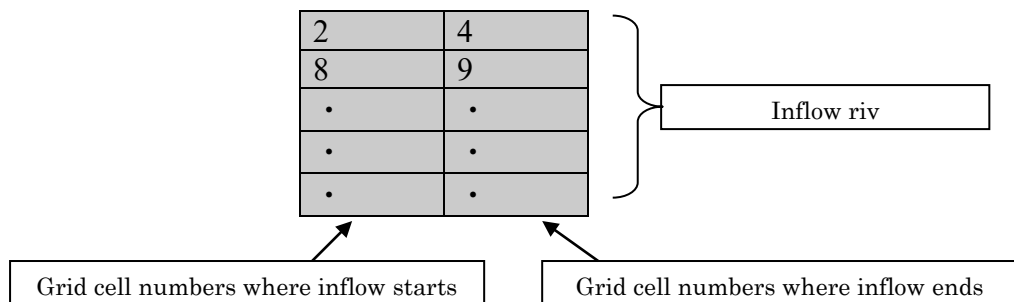 2 4
8 9
・ ・
・ ・
・ ・
Inflow riv
Grid cell numbers where inflow starts
Grid cell numbers where inflow ends